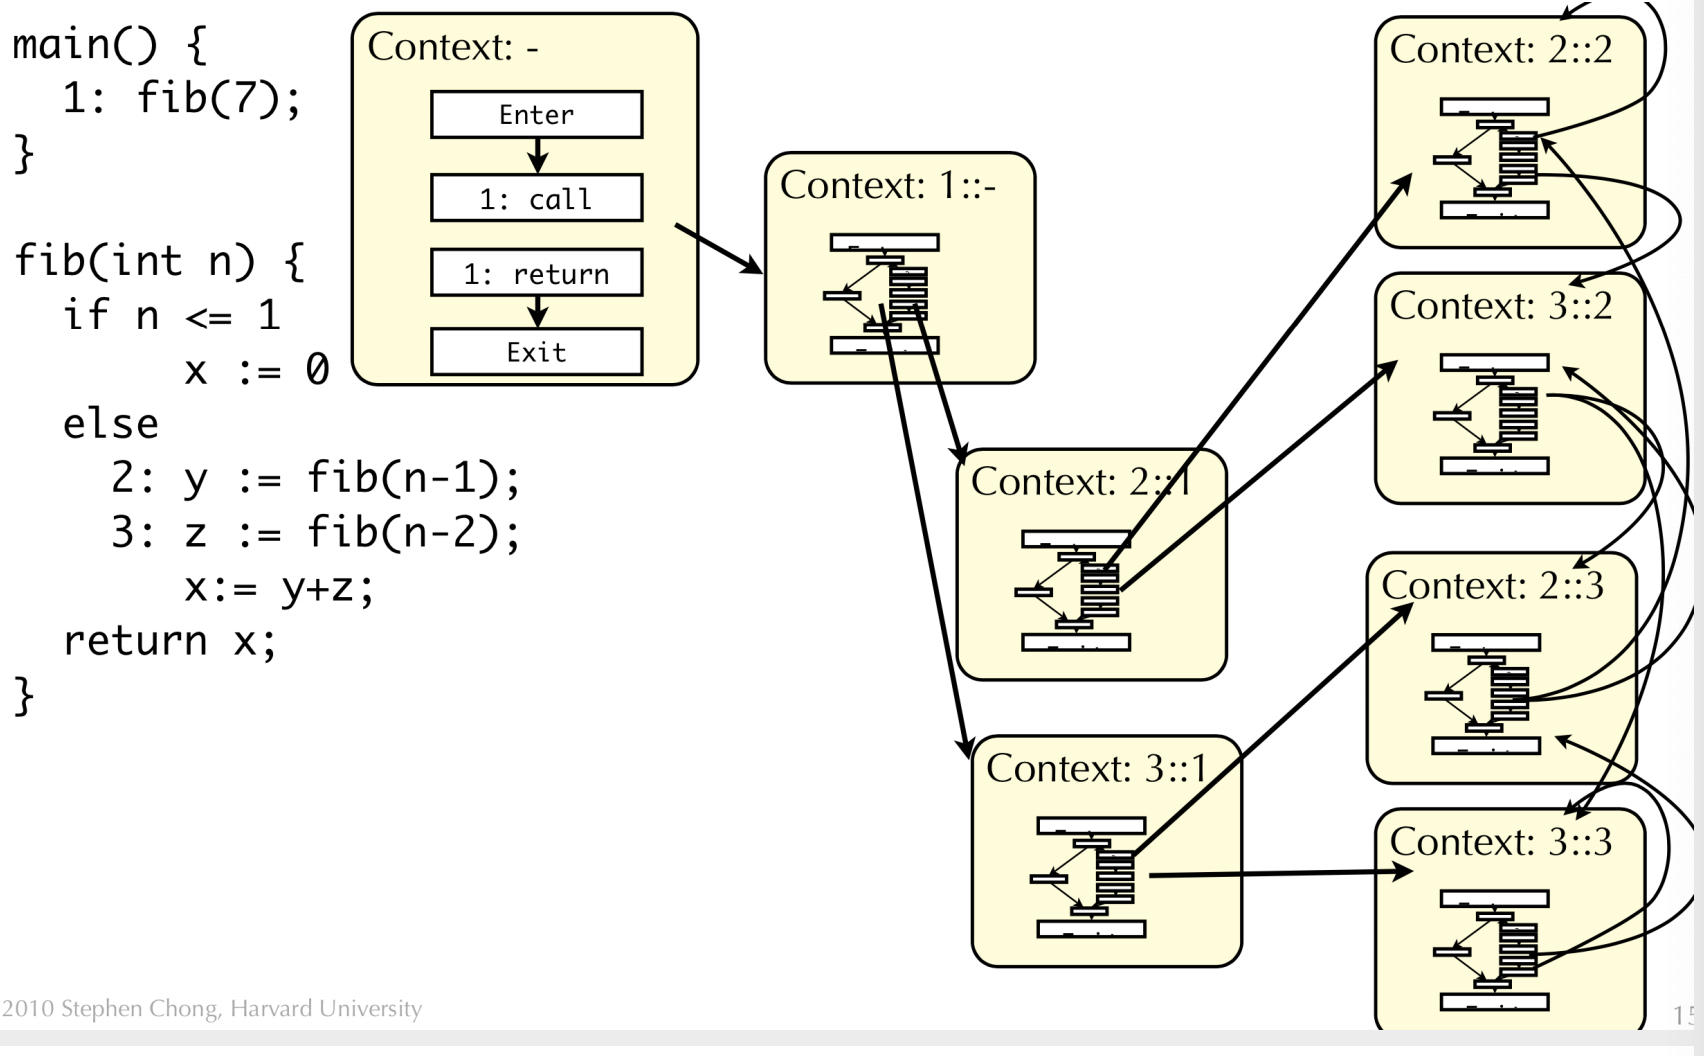 main() {
1: fib(7);
}
fib(int n) {
if n <= 1
x := 0
else
2: y := fib(n-1);
3: z := fib(n-2);
x:= y+z;
return x;
}
Context: -
Enter
1: call
1: return
Exit
Context: 1::-
Context: 2::1
Context: 3::1
Context: 2::2
Context: 3::2
Context: 2::3
Context: 3::3
2010 Stephen Chong, Harvard University